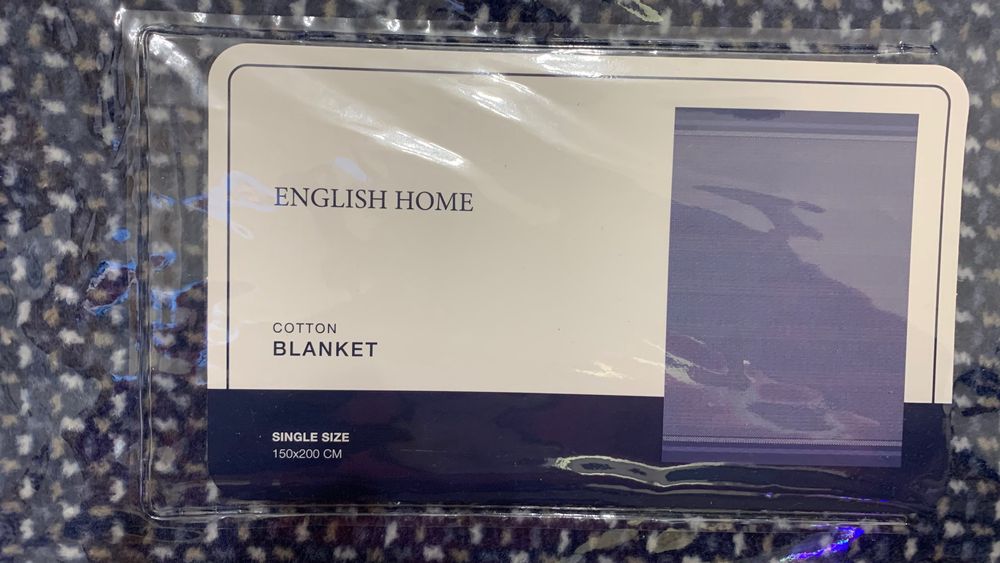 ENGLISH HOME
COTTON
BLANKET
SINGLE SIZE
150x200 CM